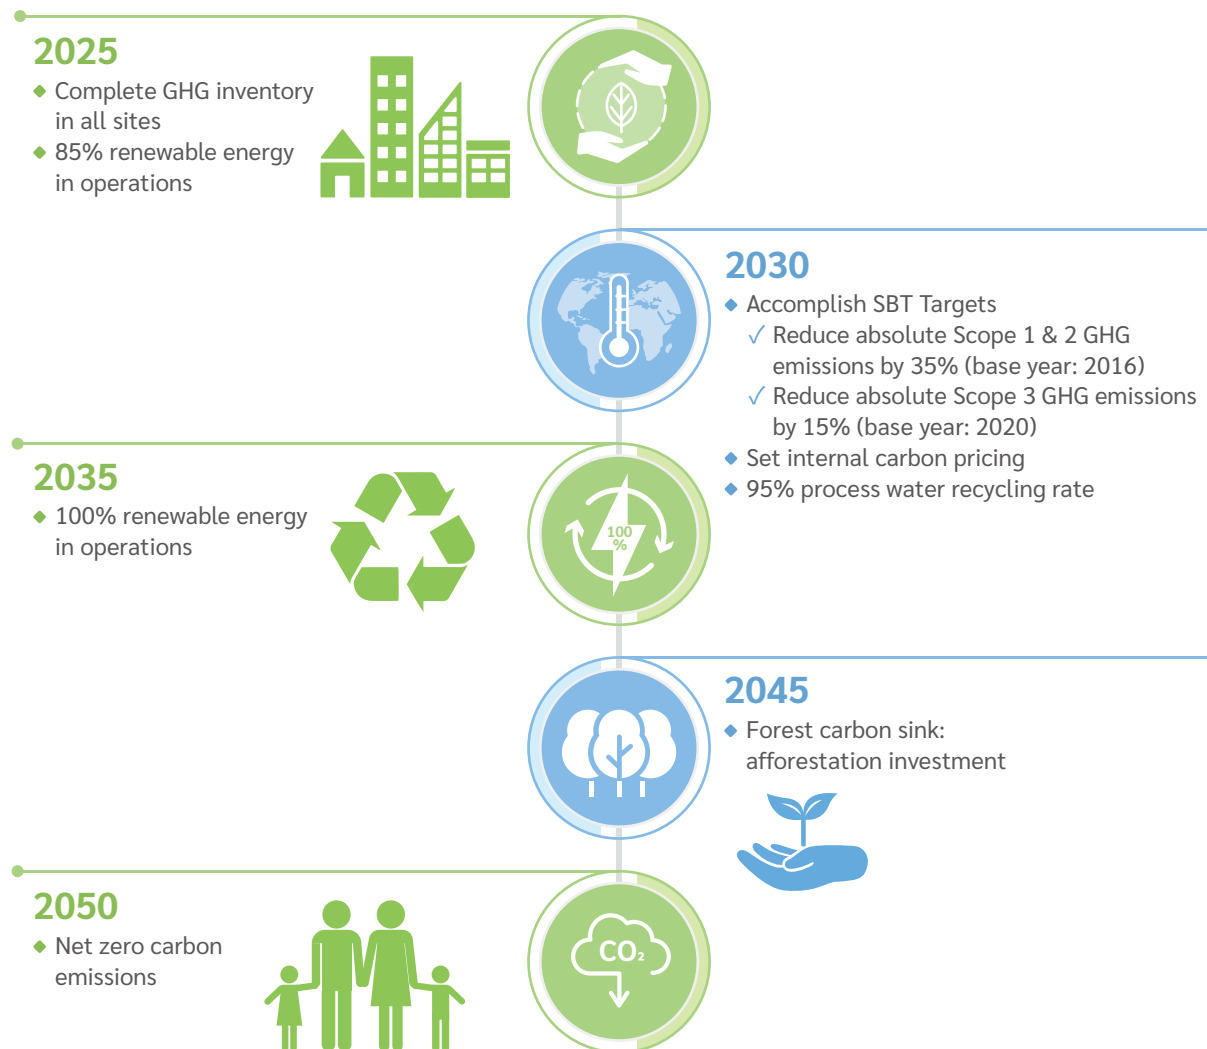 2025
◆ Complete GHG inventory
in all sites
◆ 85% renewable energy
in operations
2030
◆ Accomplish SBT Targets
✓ Reduce absolute Scope 1 & 2 GHG
emissions by 35% (base year: 2016)
✓ Reduce absolute Scope 3 GHG emissions
by 15% (base year: 2020)
◆ Set internal carbon pricing
◆ 95% process water recycling rate
2035
◆ 100% renewable energy
in operations
100
%
2045
◆ Forest carbon sink:
afforestation investment
2050
◆ Net zero carbon
emissions
CO₂